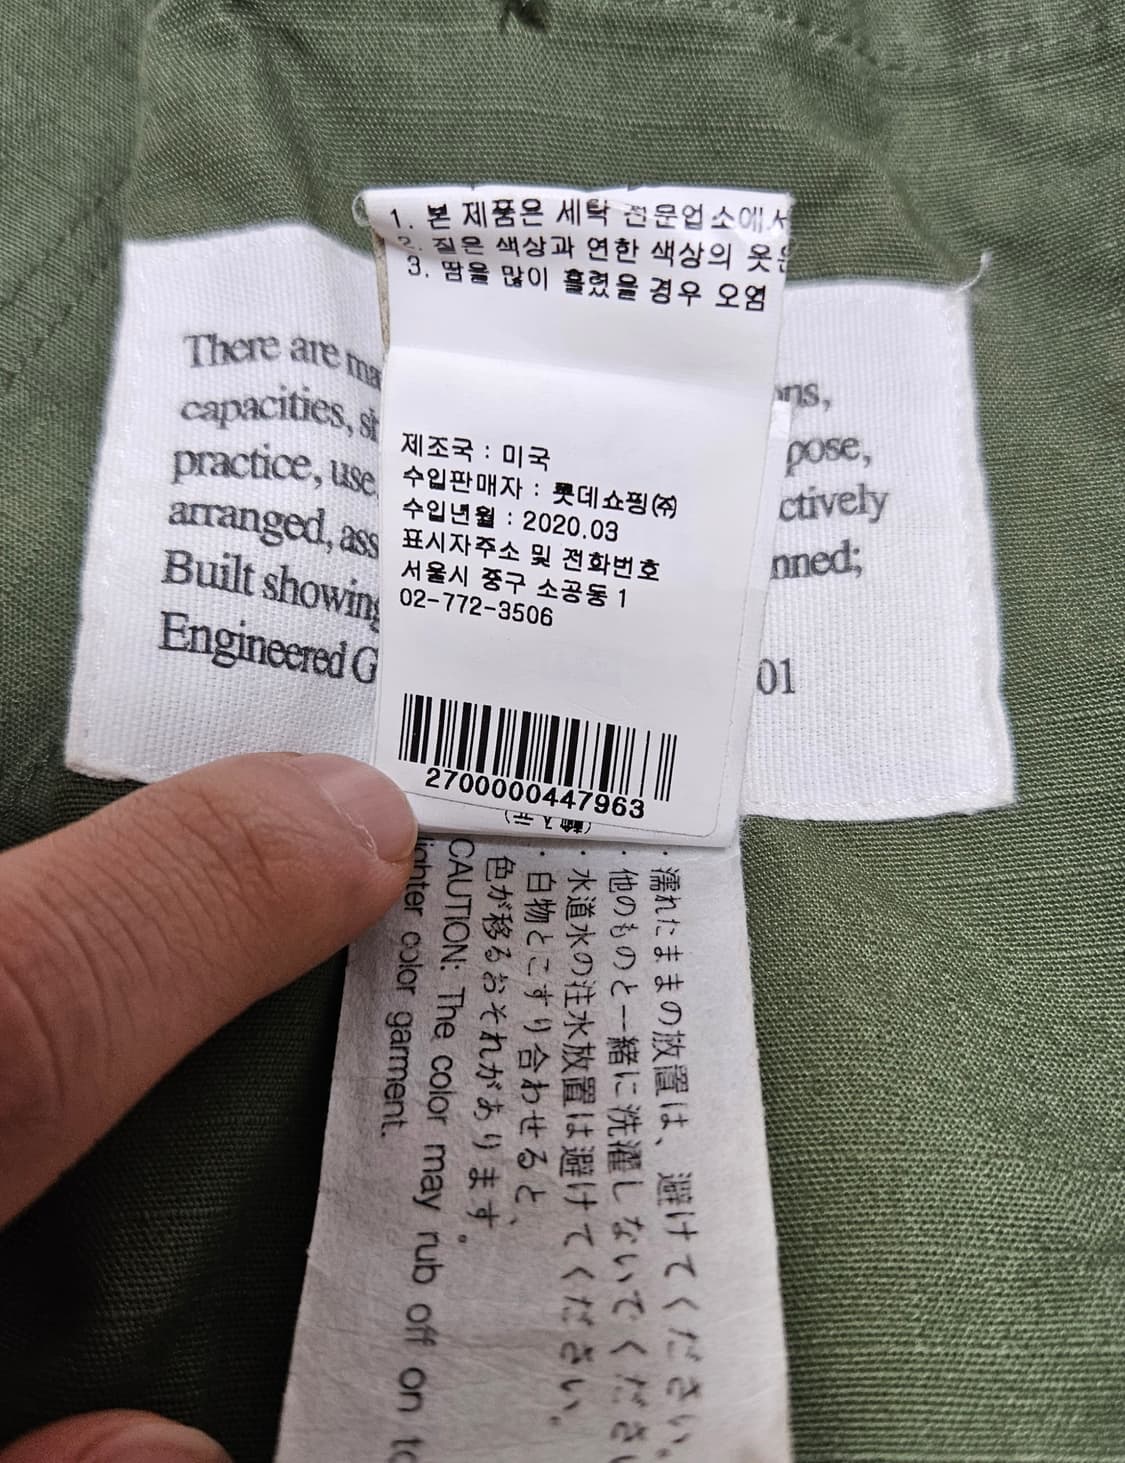 1. 본 제품은 세탁 전문업소에서
2. 짙은 색상과 연한 색상의 옷을
3. 땀을 많이 흘렸을 경우 오염
There are
capacities,
practice, use
arranged,
Built showing
Engineered G
제조국 : 미국
수입판매자 : 롯데쇼핑㈜
수입년월 : 2020.03
표시자주소 및 전화번호
서울시 중구 소공동 1
02-772-3506
2700000447963
pose,
ctively
nned;
01
・濡れたままの放置は、避けてください。
・他のものと一緒に洗濯しないでください
・水道水の注水放置は避けてください。
・白物とこすり合わせると、
色が移るおそれがあります。
CAUTION: The color may rub off on to
lighter color garment.